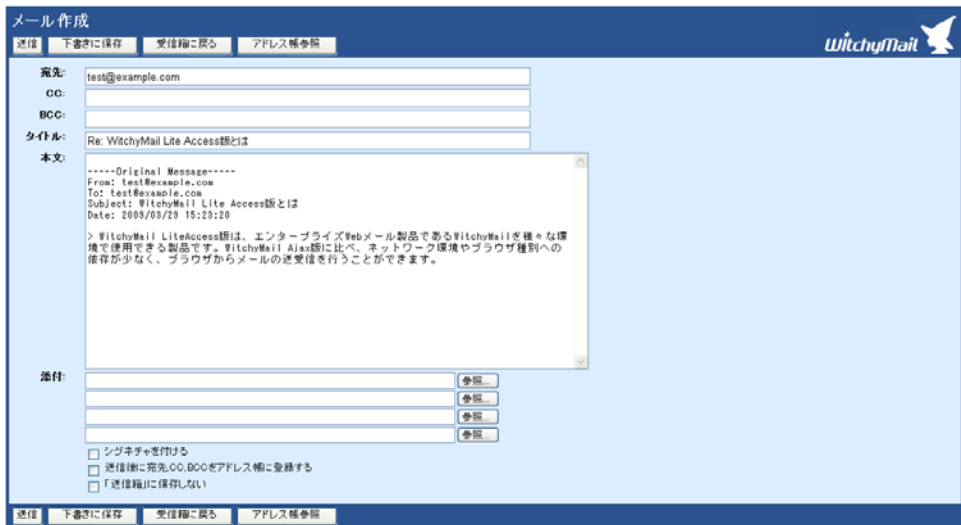 メール作成
送信 下書きに保存 受信箱に戻る アドレス帳参照
WitchyMail
宛先: test@example.com
CC:
BCC:
タイトル: Re: WitchyMail Lite Access版とは
本文:
-----Original Message-----
From: test@example.com
To: test@example.com
Subject: WitchyMail Lite Access版とは
Date: 2009/03/29 15:23:20
> WitchyMail LiteAccess版は、エンタープライズWebメール製品であるWitchyMailを様々な環
境で使用できる製品です。WitchyMail Ajax版に比べ、ネットワーク環境やブラウザ種別への
依存が少なく、ブラウザからメールの送受信を行うことができます。
添付: 参照...
参照...
参照...
参照...
シグネチャを付ける
送信後に宛先,CC,BCCをアドレス帳に登録する
「送信箱」に保存しない
送信 下書きに保存 受信箱に戻る アドレス帳参照